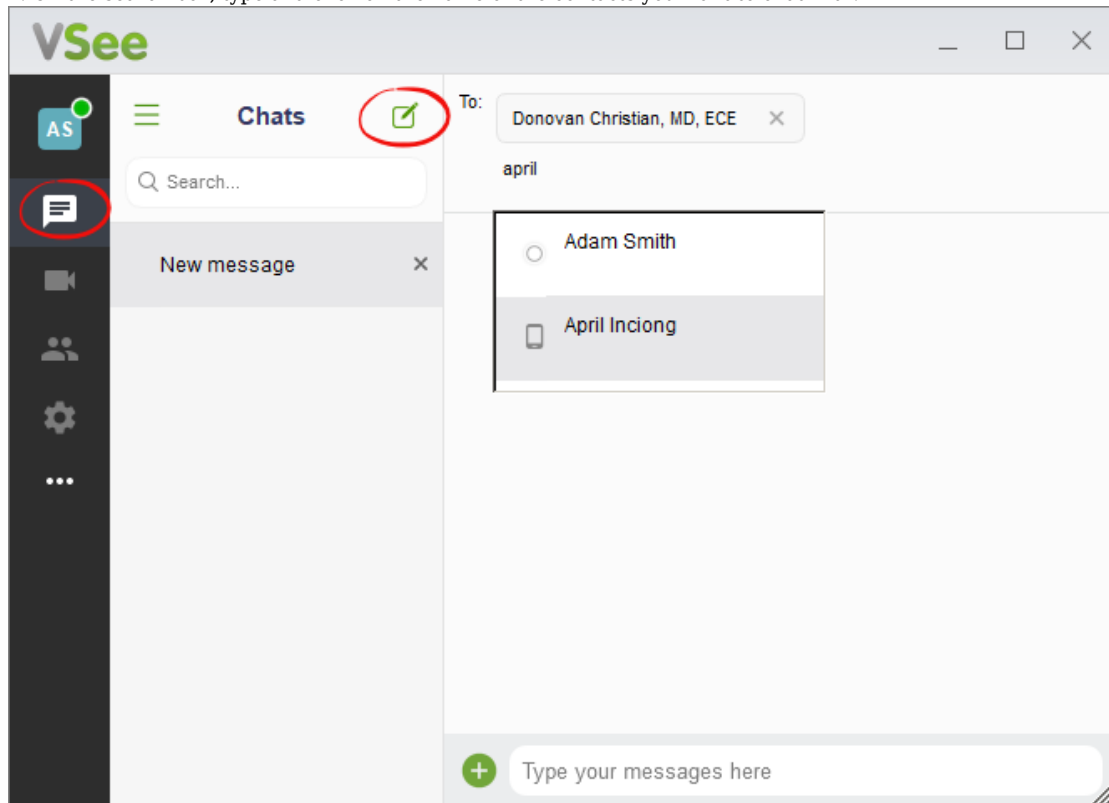 VSee
AS
Chats
Search...
New message
To:
Donovan Christian, MD, ECE
april
Adam Smith
April Inciong
Type your messages here